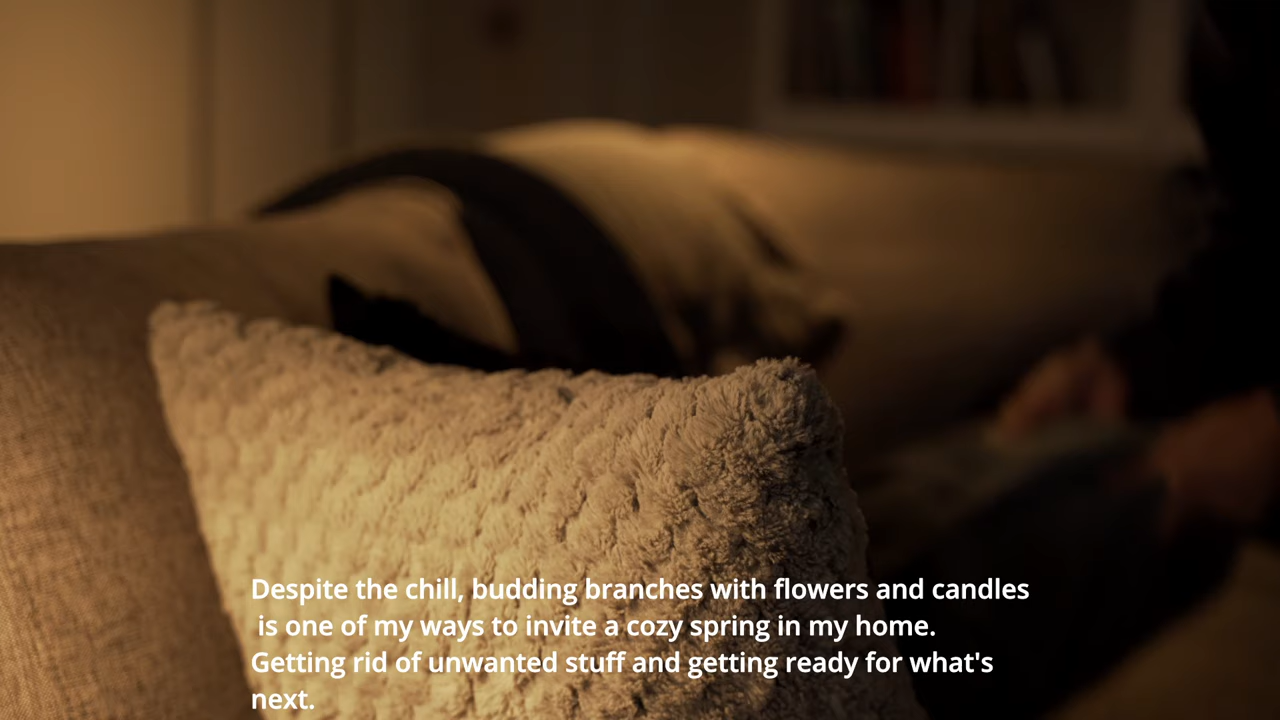 Despite the chill, budding branches with flowers and candles
is one of my ways to invite a cozy spring in my home.
Getting rid of unwanted stuff and getting ready for what's
next.